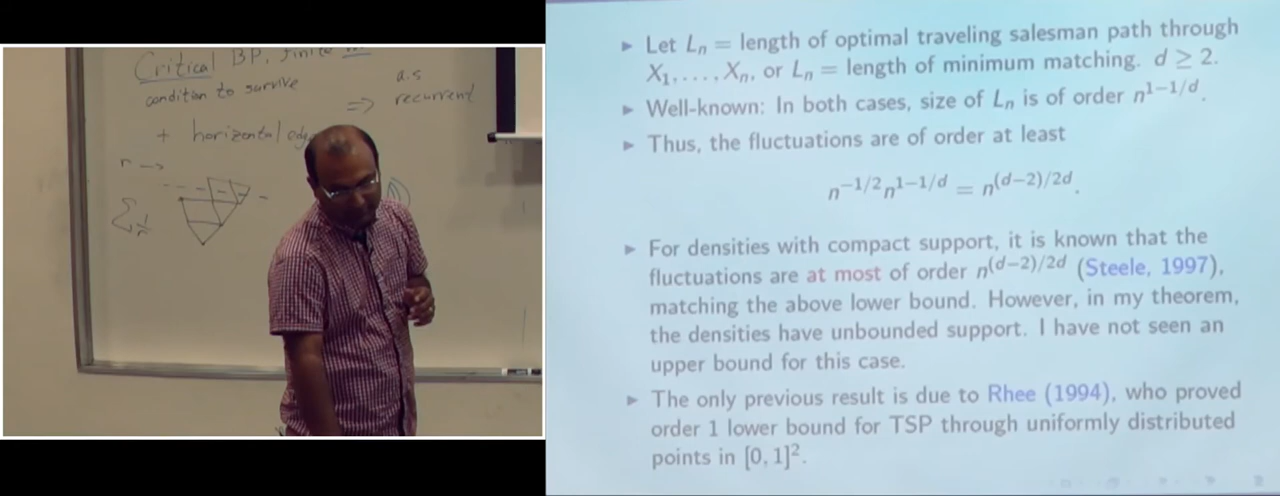 Critical BP, finite
condition to survive
a.s
=> recurrent
+ horizontal edg
r →
Σ 1/r
▸ Let Lₙ = length of optimal traveling salesman path through
X₁, . . . , Xₙ, or Lₙ = length of minimum matching. d ≥ 2.
▸ Well-known: In both cases, size of Lₙ is of order n^{1−1/d}.
▸ Thus, the fluctuations are of order at least
n^{−1/2}n^{1−1/d} = n^{(d−2)/2d}.
▸ For densities with compact support, it is known that the
fluctuations are at most of order n^{(d−2)/2d} (Steele, 1997),
matching the above lower bound. However, in my theorem,
the densities have unbounded support. I have not seen an
upper bound for this case.
▸ The only previous result is due to Rhee (1994), who proved
order 1 lower bound for TSP through uniformly distributed
points in [0, 1]².